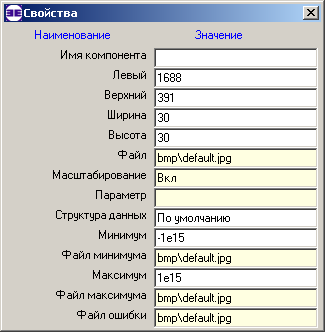 Свойства
Наименование Значение
Имя компонента
Левый 1688
Верхний 391
Ширина 30
Высота 30
Файл bmp\default.jpg
Масштабирование Вкл
Параметр
Структура данных По умолчанию
Минимум -1e15
Файл минимума bmp\default.jpg
Максимум 1e15
Файл максимума bmp\default.jpg
Файл ошибки bmp\default.jpg